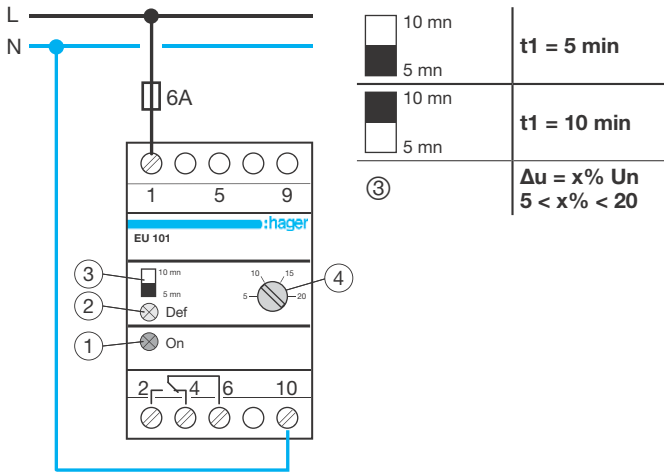 L
N
6A
1 5 9
:hager
EU 101
3
10 mn
5 mn
2
Def
1
On
10 15
5 20
4
2 4 6 10
10 mn
5 mn
t1 = 5 min
10 mn
5 mn
t1 = 10 min
③
Δu = x% Un
5 < x% < 20